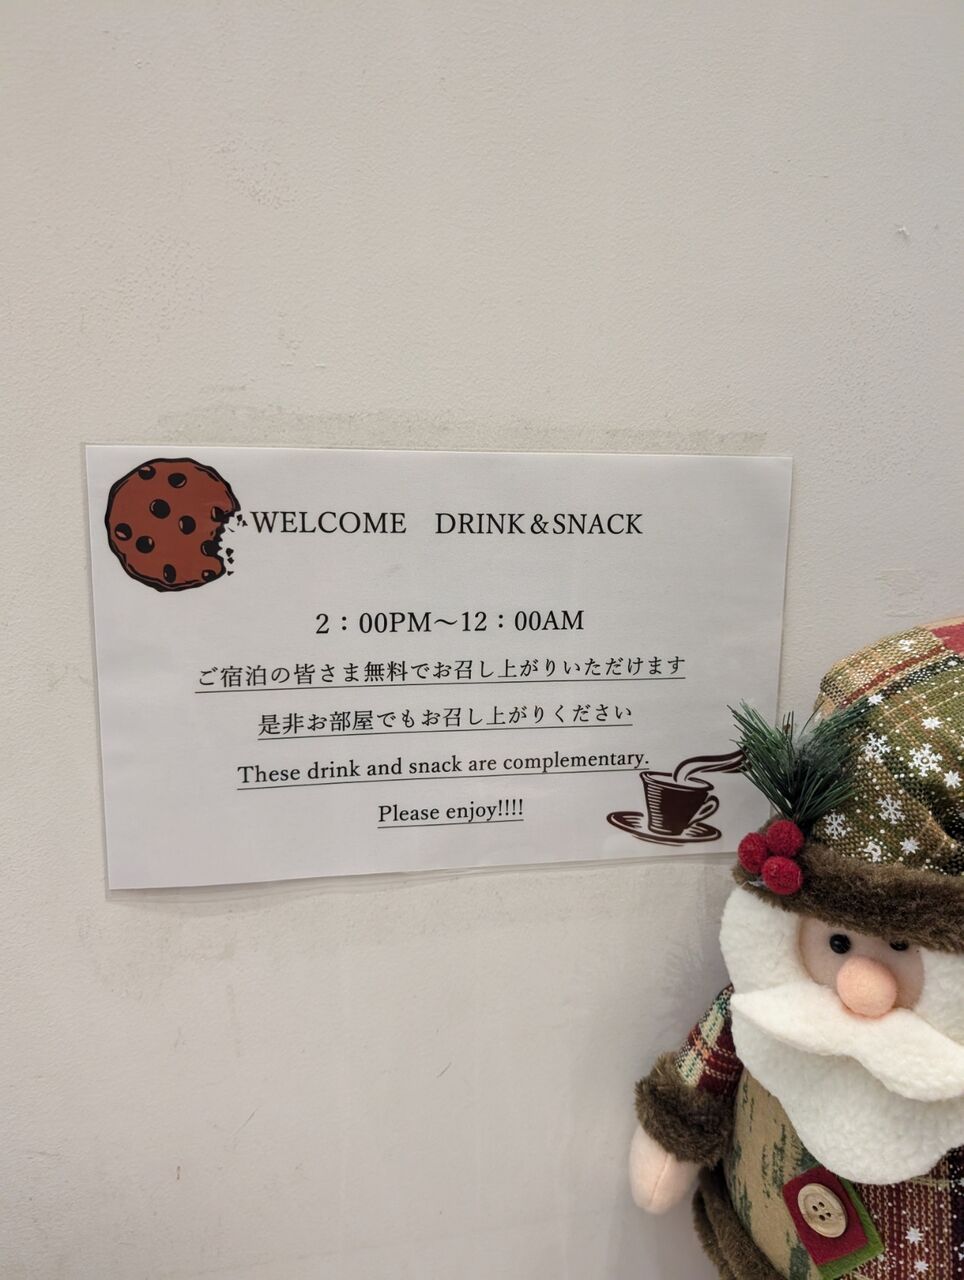 WELCOME　DRINK＆SNACK
2：00PM〜12：00AM
ご宿泊の皆さま無料でお召し上がりいただけます
是非お部屋でもお召し上がりください
These drink and snack are complementary.
Please enjoy!!!!